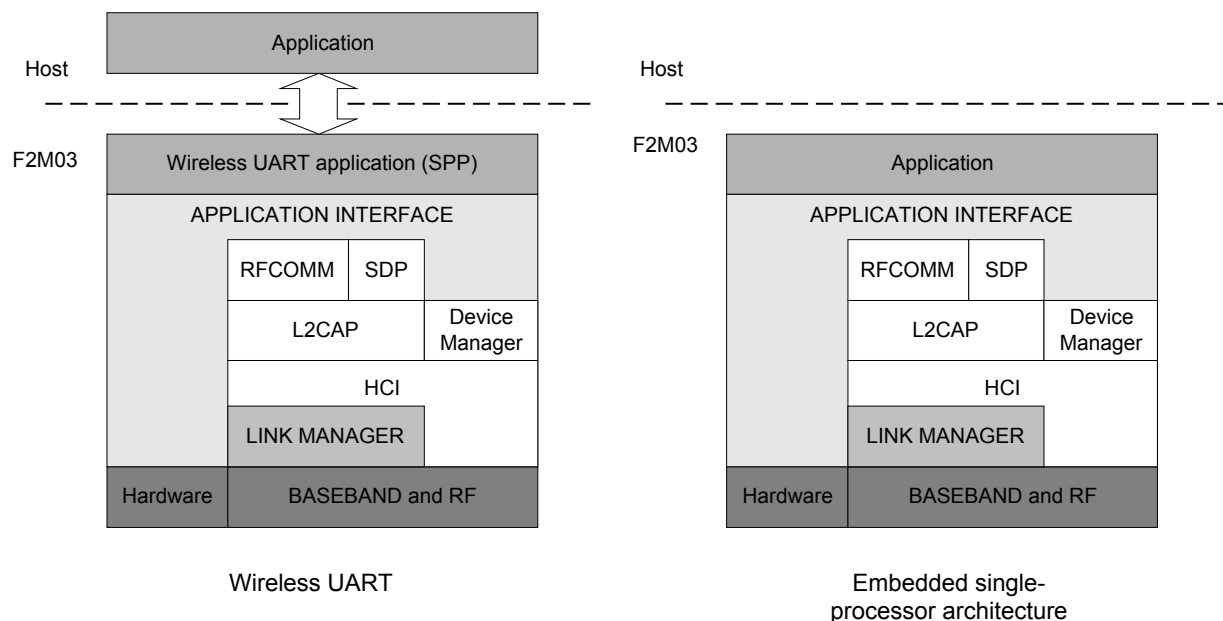 Application
Host
F2M03
Wireless UART application (SPP)
APPLICATION INTERFACE
RFCOMM
SDP
L2CAP
Device
Manager
HCI
LINK MANAGER
Hardware
BASEBAND and RF
Wireless UART
Host
F2M03
Application
APPLICATION INTERFACE
RFCOMM
SDP
L2CAP
Device
Manager
HCI
LINK MANAGER
Hardware
BASEBAND and RF
Embedded single-
processor architecture